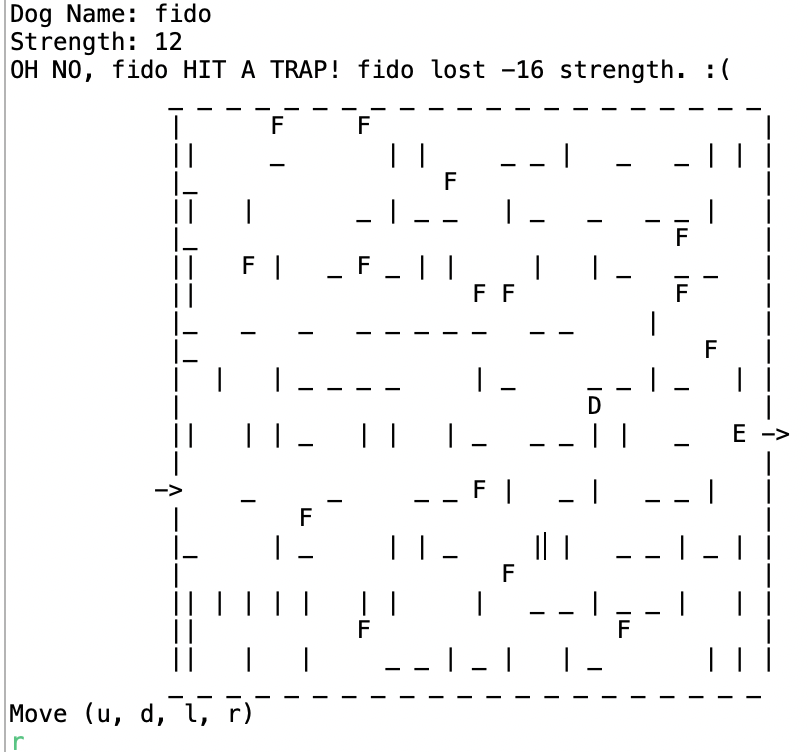 Dog Name: fido
Strength: 12
OH NO, fido HIT A TRAP! fido lost -16 strength. :(
 _ _ _ _ _ _ _ _ _ _ _ _ _ _ _ _ _ _ _ _ _
|      F     F                            |
||     _       | |     _ _ |   _   _ | |  |
|_                 F                      |
||   |       _ | _ _   | _   _   _ _ |    |
|_                                 F      |
||   F |   _ F _ | |     |   | _   _ _    |
||                   F F           F      |
|_   _   _   _ _ _ _ _   _ _     |        |
|_                                   F    |
|  |   | _ _ _ _     | _     _ _ | _   |  |
|                            D            |
||   | | _   | |   | _   _ _ | |   _   E ->
|                                         |
->   _     _     _ _ F |   _ |   _ _ |    |
|        F                                |
|_     | _     | | _     || |   _ _ | _ | |
|                      F                  |
|| | | | |   | |     |   _ _ | _ _ |   |  |
||           F                 F          |
||   |   |     _ _ | _ |   | _       | |  |
 _ _ _ _ _ _ _ _ _ _ _ _ _ _ _ _ _ _ _ _ _
Move (u, d, l, r)
r